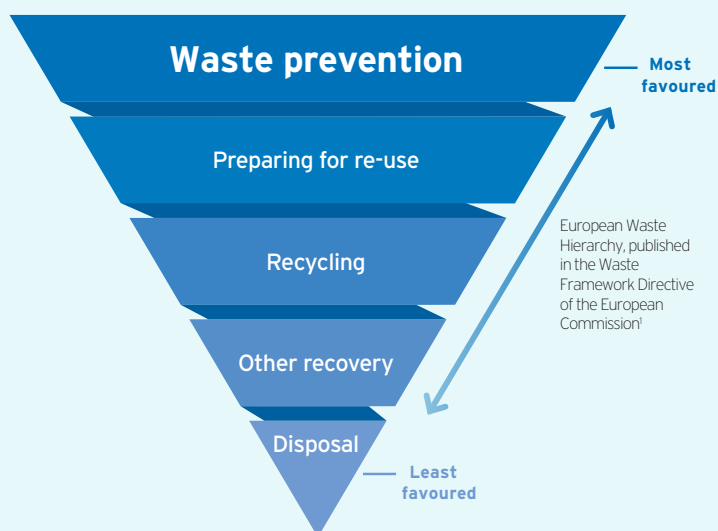 Waste prevention
Most
favoured
Preparing for re-use
European Waste
Hierarchy, published
in the Waste
Framework Directive
of the European
Commission¹
Recycling
Other recovery
Disposal
Least
favoured